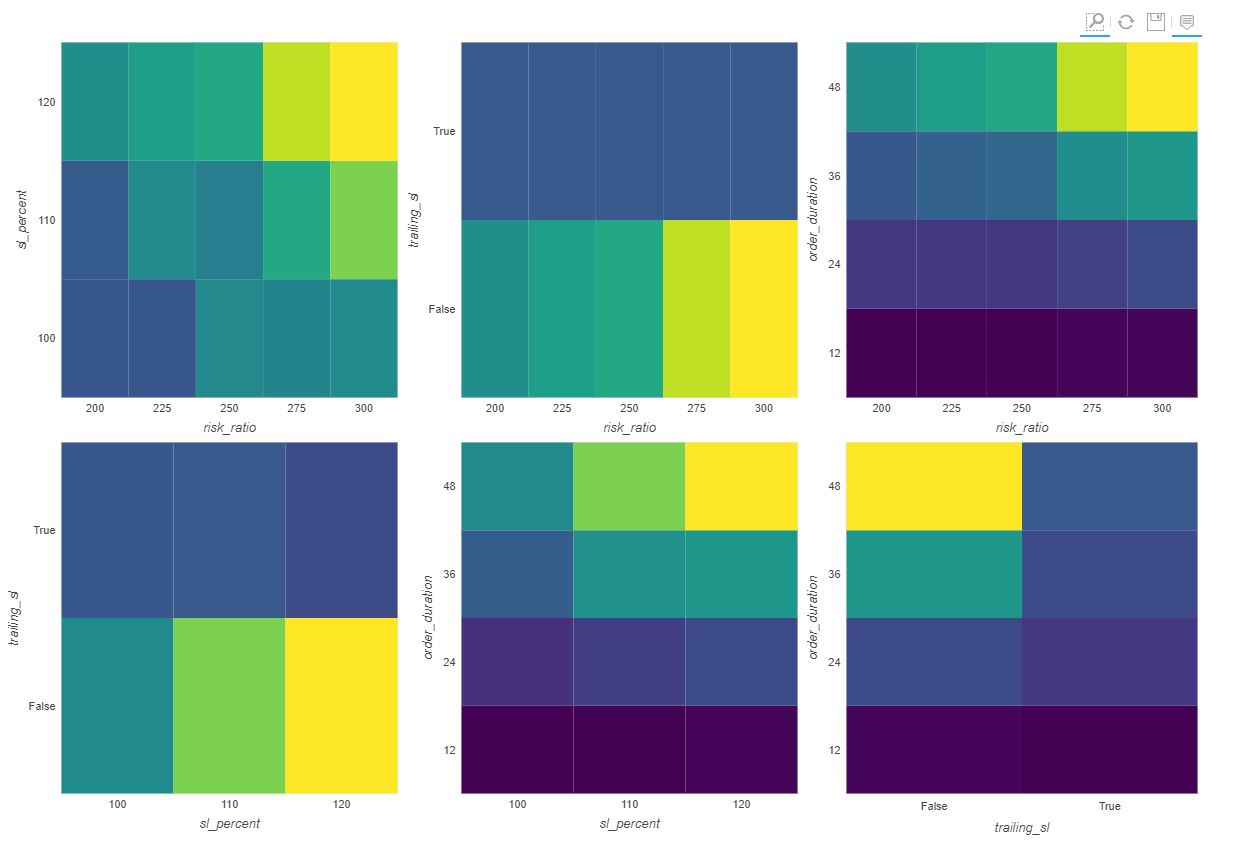 120
110
100
sl_percent
200 225 250 275 300
risk_ratio
True
False
trailing_sl
200 225 250 275 300
risk_ratio
48
36
24
12
order_duration
200 225 250 275 300
risk_ratio
True
False
trailing_sl
100 110 120
sl_percent
48
36
24
12
order_duration
100 110 120
sl_percent
48
36
24
12
order_duration
False True
trailing_sl